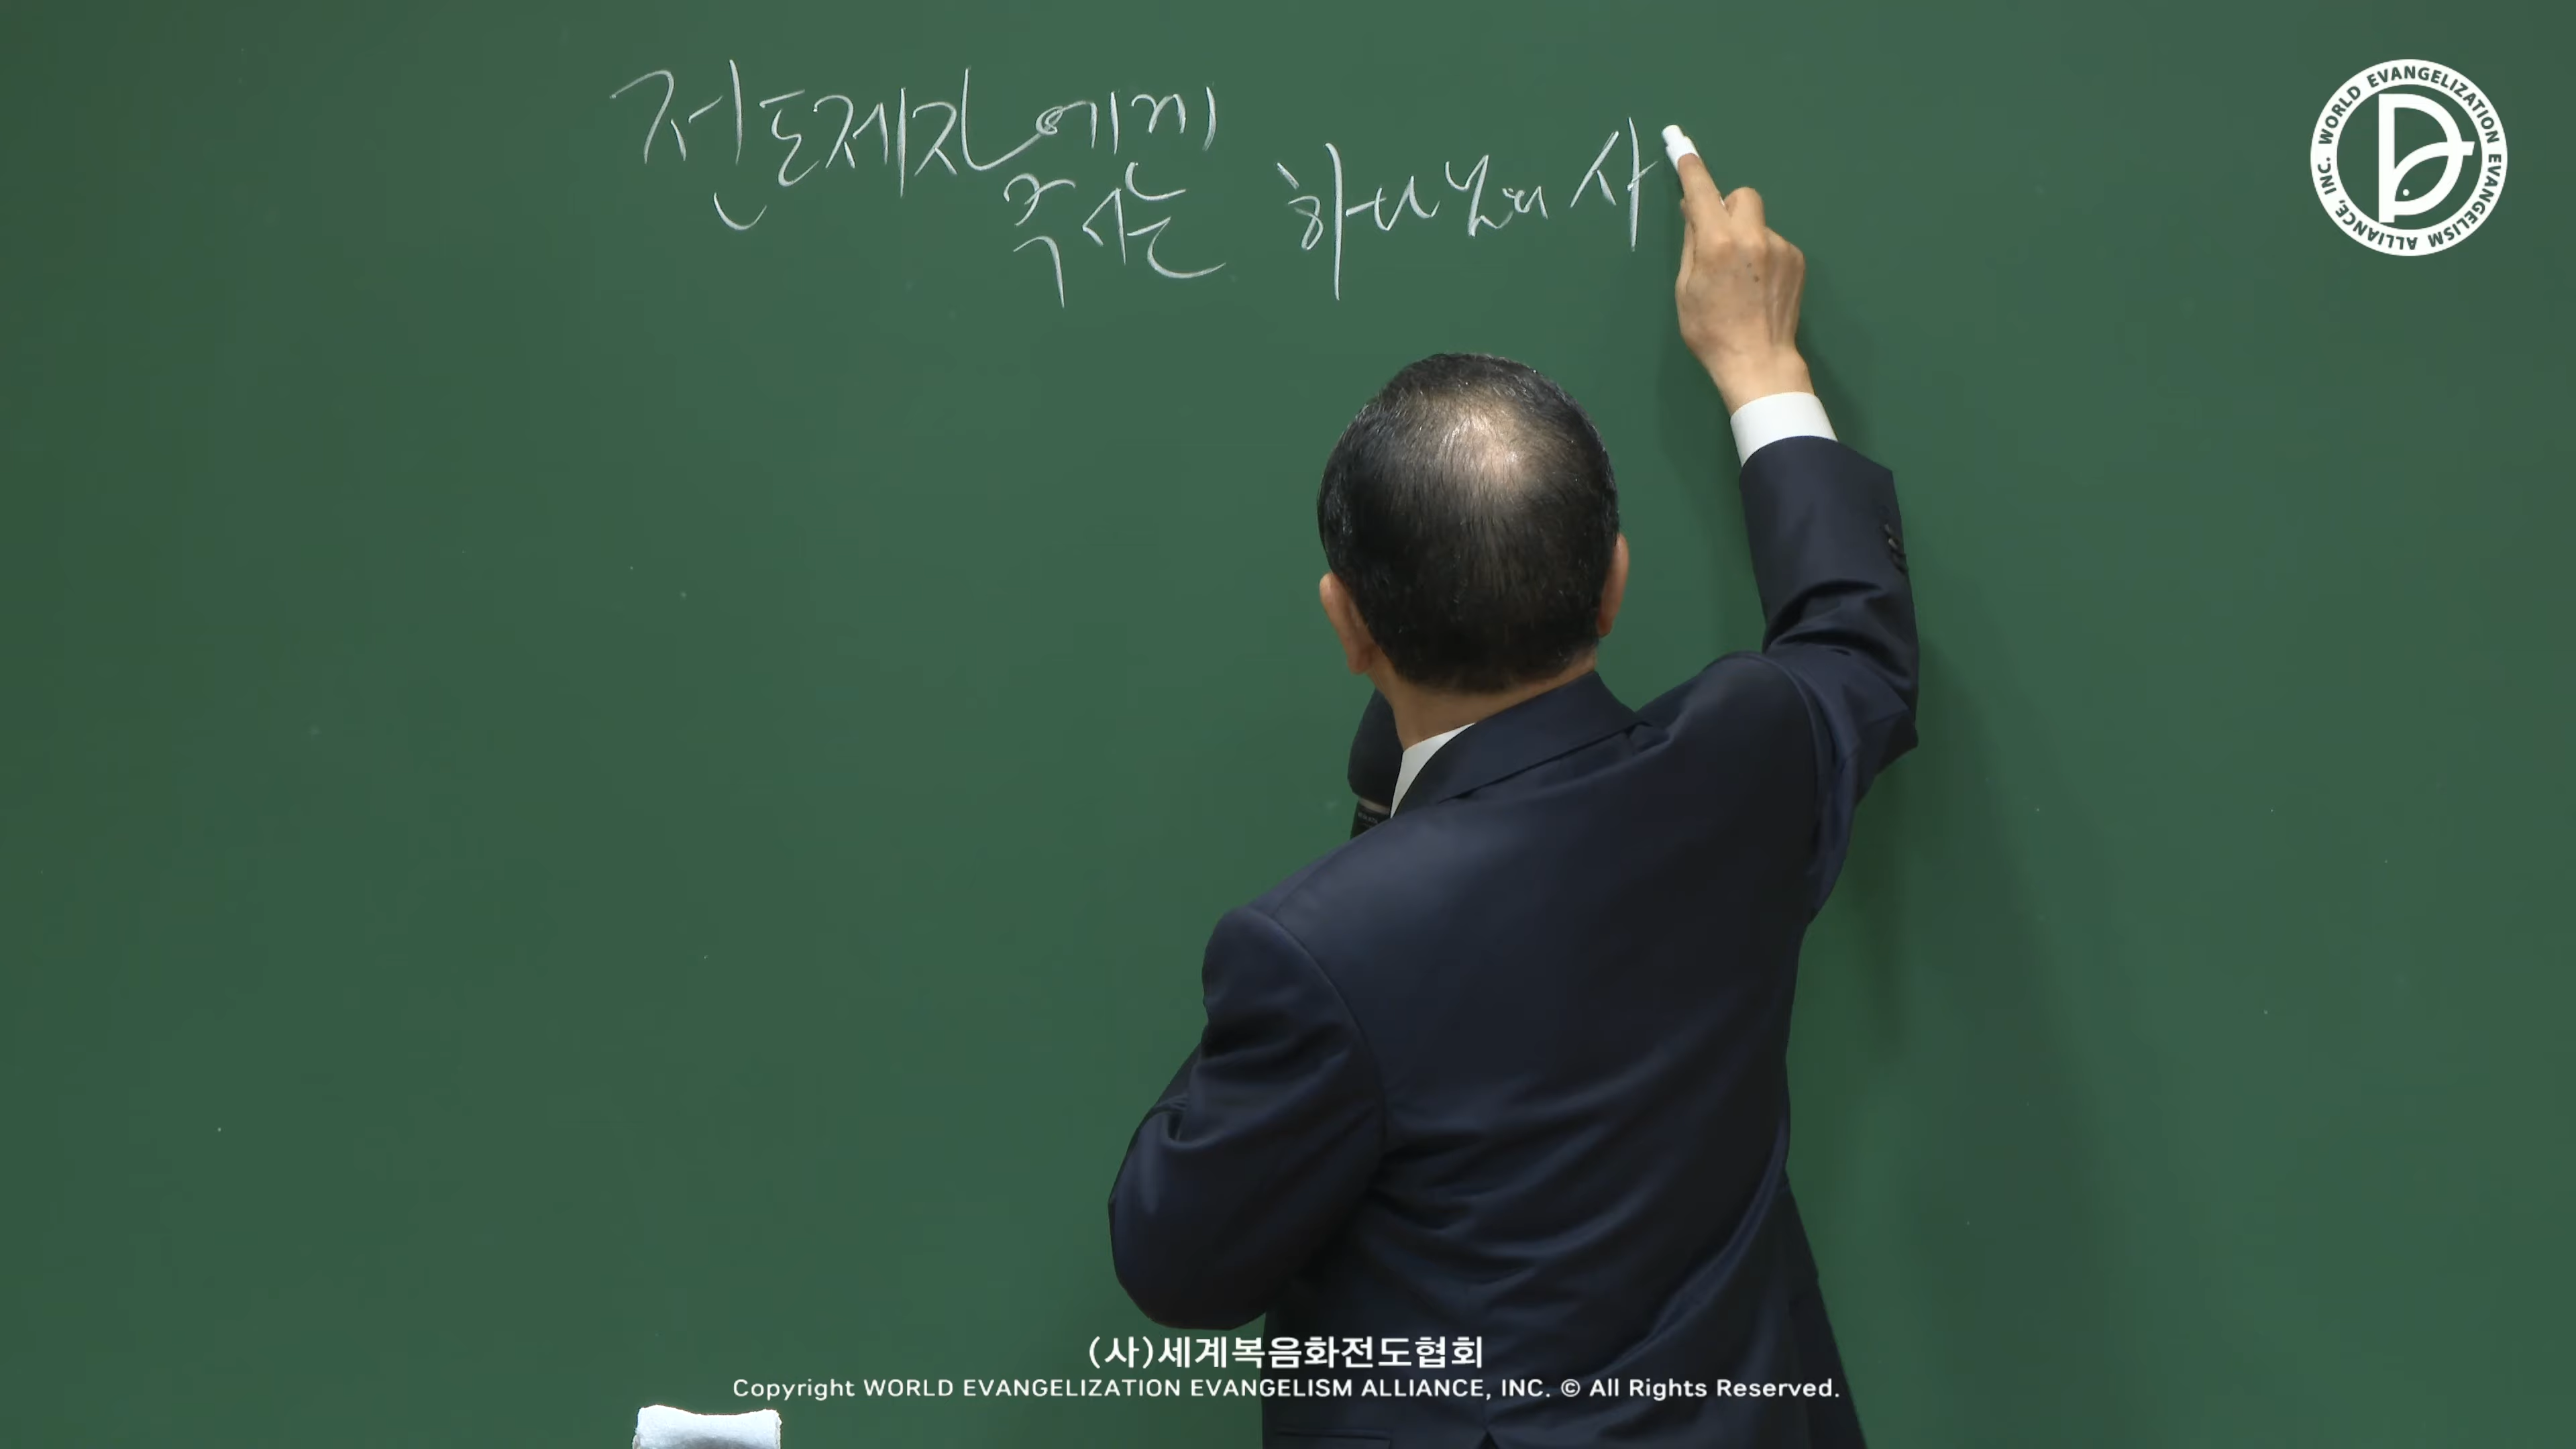 전도제자에게
주시는 하나님의 사
WORLD EVANGELIZATION EVANGELISM ALLIANCE, INC.
(사)세계복음화전도협회
Copyright WORLD EVANGELIZATION EVANGELISM ALLIANCE, INC. © All Rights Reserved.